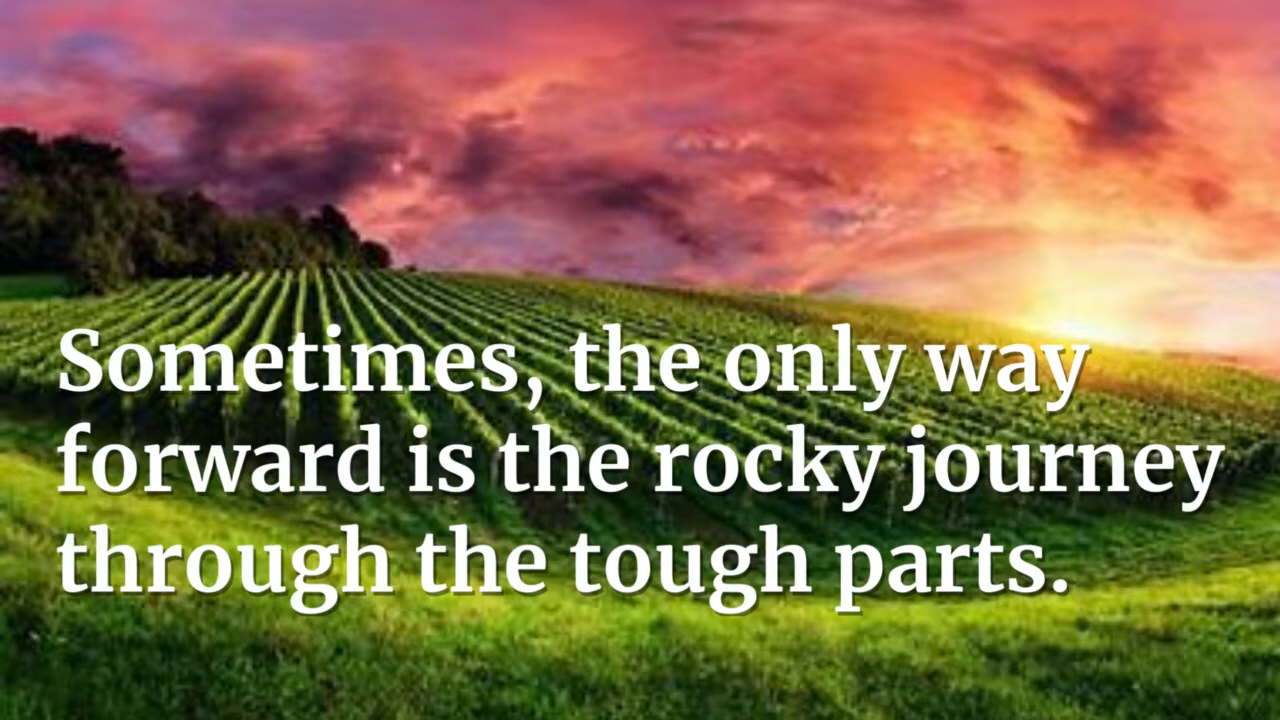 Sometimes, the only way
forward is the rocky journey
through the tough parts.